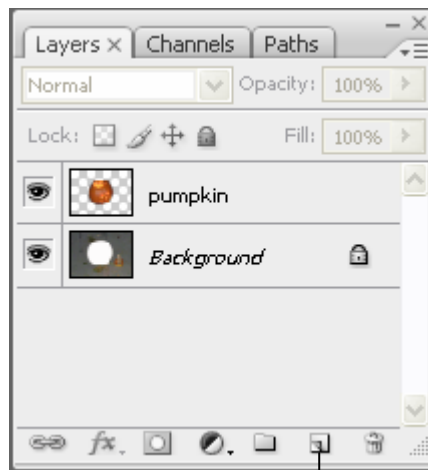 Layers × Channels Paths
Normal Opacity: 100%
Lock: Fill: 100%
pumpkin
Background
fx.